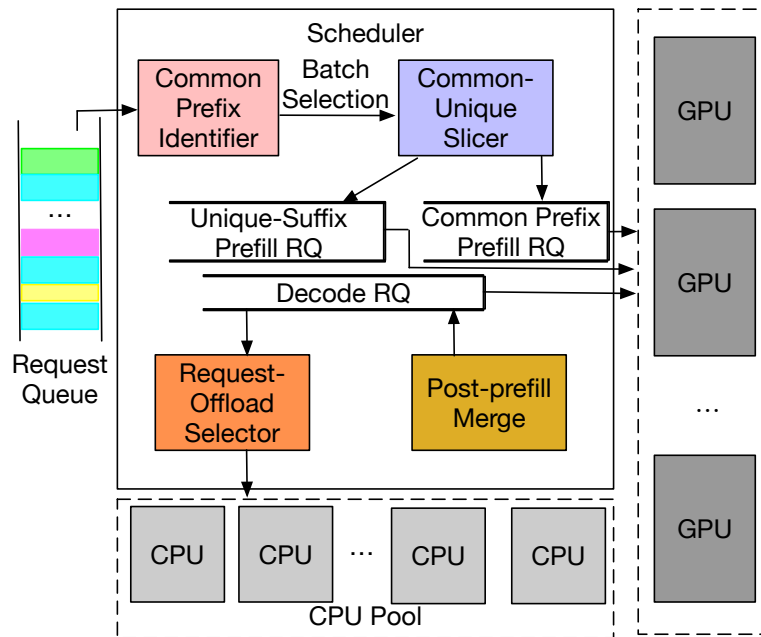 Scheduler
Common
Prefix
Identifier
Batch
Selection
Common-
Unique
Slicer
GPU
...
Unique-Suffix
Prefill RQ
Common Prefix
Prefill RQ
GPU
Decode RQ
Request
Queue
Request-
Offload
Selector
Post-prefill
Merge
...
GPU
CPU
CPU
...
CPU
CPU
CPU Pool